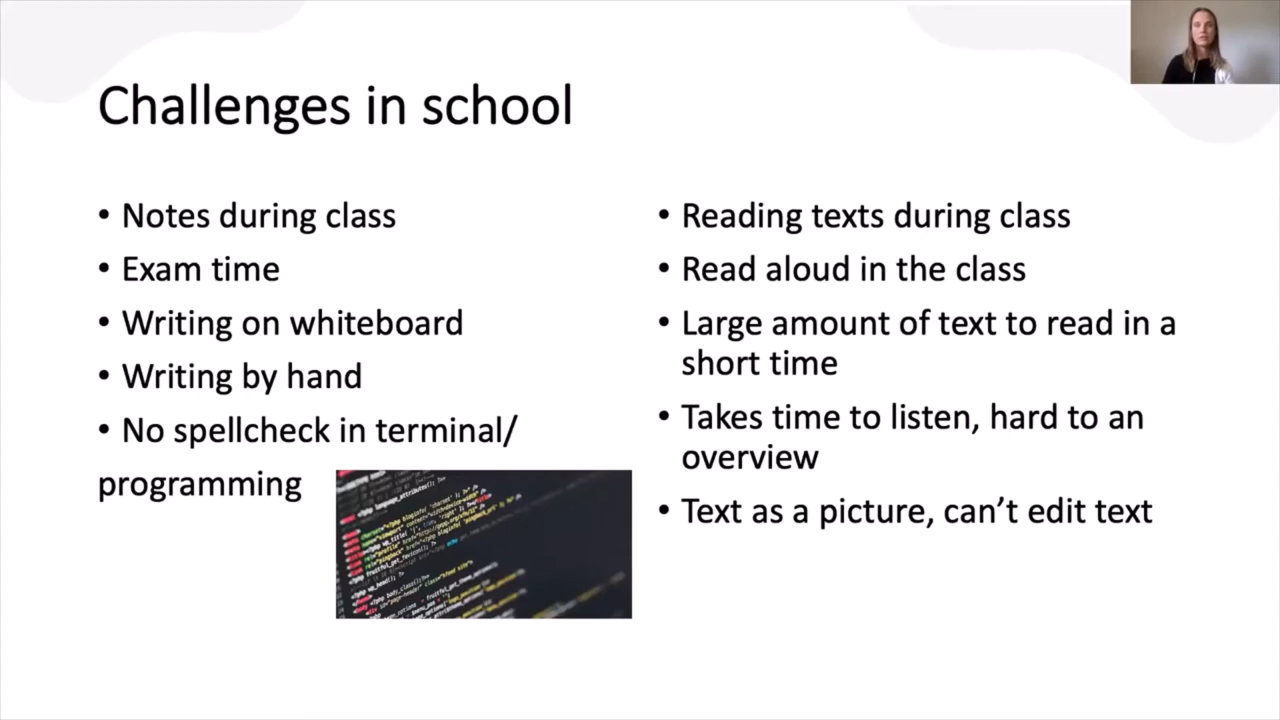 Challenges in school
• Notes during class
• Exam time
• Writing on whiteboard
• Writing by hand
• No spellcheck in terminal/
programming
• Reading texts during class
• Read aloud in the class
• Large amount of text to read in a
short time
• Takes time to listen, hard to an
overview
• Text as a picture, can’t edit text